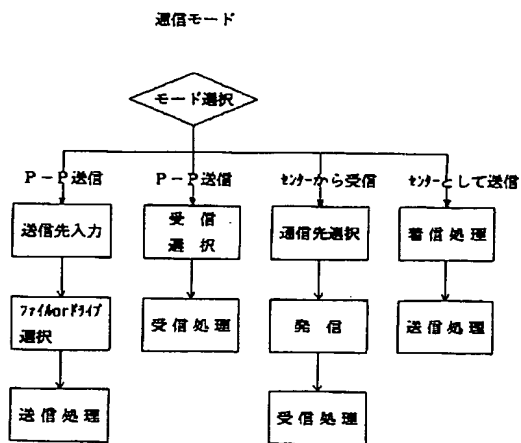 通信モード
モード選択
P－P送信
P－P送信
ｾﾝﾀｰから受信
ｾﾝﾀｰとして送信
送信先入力
受信
選択
通信先選択
着信処理
ﾌｧｲﾙorﾄﾞﾗｲﾌﾞ
選択
受信処理
発信
送信処理
送信処理
受信処理